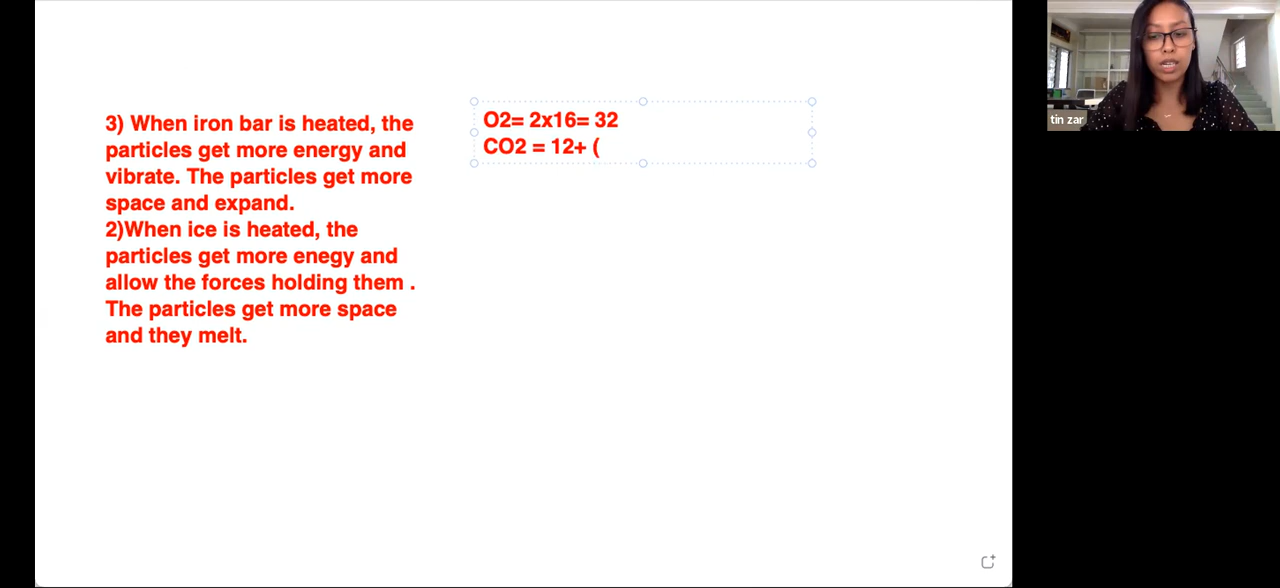 3) When iron bar is heated, the
particles get more energy and
vibrate. The particles get more
space and expand.
2)When ice is heated, the
particles get more enegy and
allow the forces holding them .
The particles get more space
and they melt.
O2= 2x16= 32
CO2 = 12+ (
tin zar